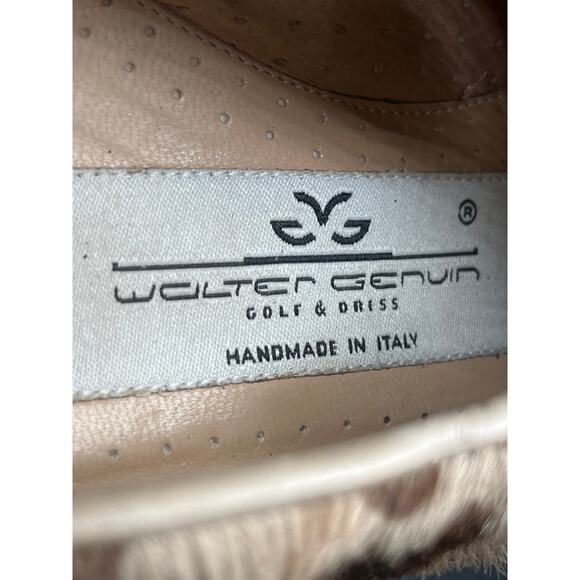 ®
WALTER GENUIN
GOLF & DRESS
HANDMADE IN ITALY